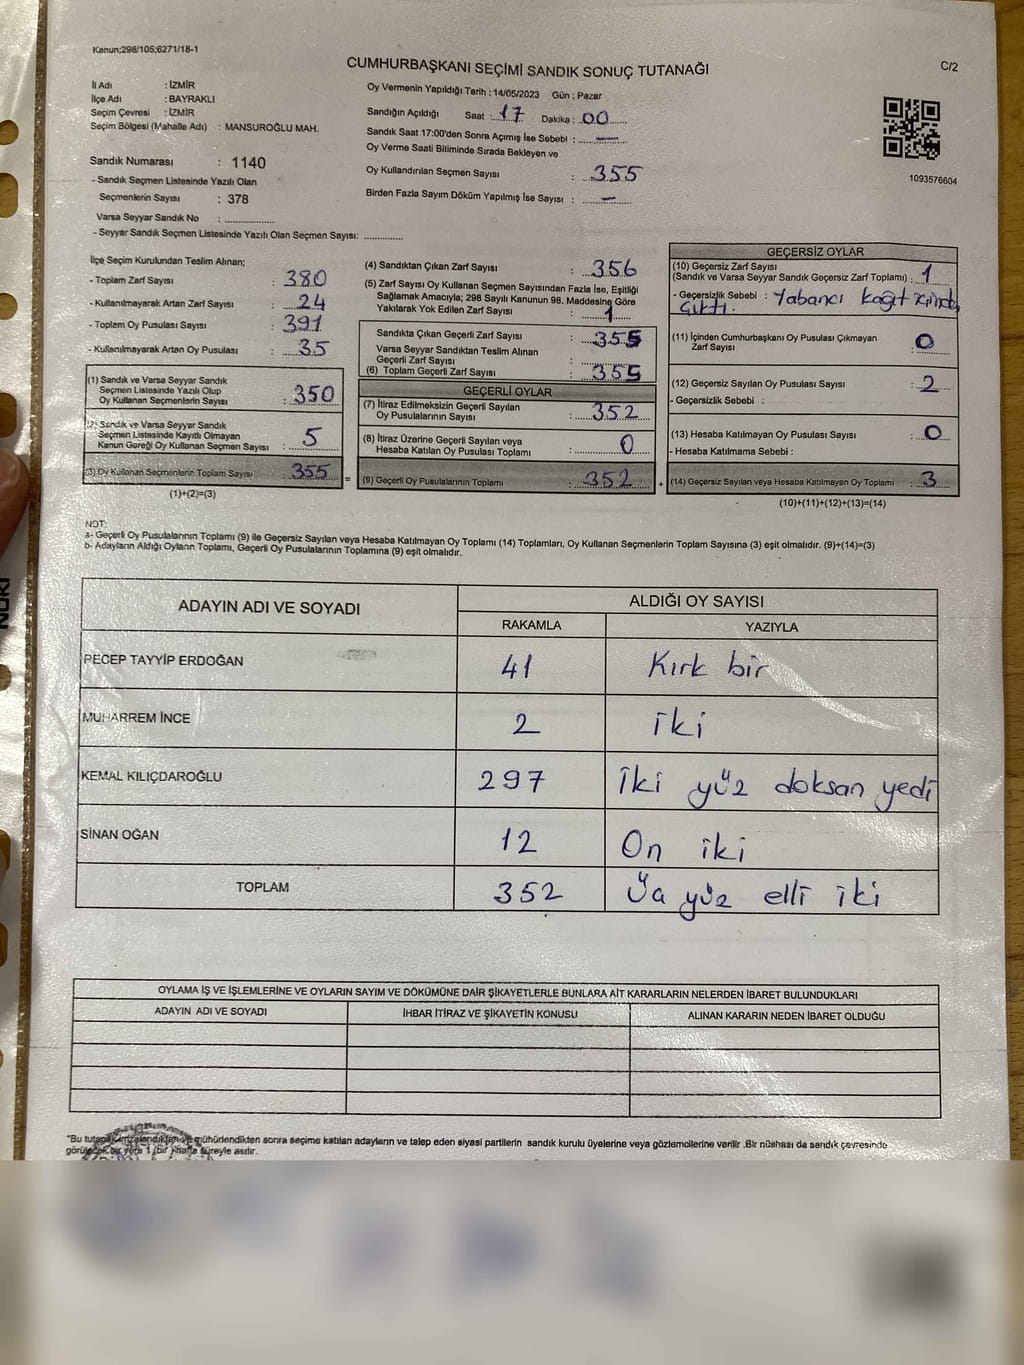 Kanun;298/105;6271/18-1
CUMHURBAŞKANI SEÇİMİ SANDIK SONUÇ TUTANAĞI
C/2
İl Adı : İZMİR
İlçe Adı : BAYRAKLI
Seçim Çevresi : İZMİR
Seçim Bölgesi (Mahalle Adı) : MANSUROĞLU MAH.
Sandık Numarası : 1140
- Sandık Seçmen Listesinde Yazılı Olan
Seçmenlerin Sayısı : 378
Varsa Seyyar Sandık No : ..............
- Seyyar Sandık Seçmen Listesinde Yazılı Olan Seçmen Sayısı: ............
Oy Vermenin Yapıldığı Tarih : 14/05/2023 Gün : Pazar
Sandığın Açıldığı Saat : 17 Dakika : 00
Sandık Saat 17:00'den Sonra Açımış İse Sebebi : —
Oy Verme Saati Bitiminde Sırada Bekleyen ve
Oy Kullandırılan Seçmen Sayısı : 355
Birden Fazla Sayım Döküm Yapılmış İse Sayısı : —
1093576604
İlçe Seçim Kurulundan Teslim Alınan;
- Toplam Zarf Sayısı : 380
- Kullanılmayarak Artan Zarf Sayısı : 24
- Toplam Oy Pusulası Sayısı : 391
- Kullanılmayarak Artan Oy Pusulası : 35
(1) Sandık ve Varsa Seyyar Sandık
Seçmen Listesinde Yazılı Olup
Oy Kullanan Seçmenlerin Sayısı : 350
(2) Sandık ve Varsa Seyyar Sandık
Seçmen Listesinde Kayıtlı Olmayan
Kanun Gereği Oy Kullanan Seçmen Sayısı : 5
(3) Oy Kullanan Seçmenlerin Toplam Sayısı : 355
(1)+(2)=(3)
(4) Sandıktan Çıkan Zarf Sayısı : 356
(5) Zarf Sayısı Oy Kullanan Seçmen Sayısından Fazla İse, Eşitliği
Sağlamak Amacıyla; 298 Sayılı Kanunun 98. Maddesine Göre
Yakılarak Yok Edilen Zarf Sayısı : 1
Sandıkta Çıkan Geçerli Zarf Sayısı : 355
Varsa Seyyar Sandıktan Teslim Alınan
Geçerli Zarf Sayısı :
(6) Toplam Geçerli Zarf Sayısı : 355
GEÇERLİ OYLAR
(7) İtiraz Edilmeksizin Geçerli Sayılan
Oy Pusulalarının Sayısı : 352
(8) İtiraz Üzerine Geçerli Sayılan veya
Hesaba Katılan Oy Pusulası Toplamı : 0
= (9) Geçerli Oy Pusulalarının Toplamı : 352
GEÇERSİZ OYLAR
(10) Geçersiz Zarf Sayısı
(Sandık ve Varsa Seyyar Sandık Geçersiz Zarf Toplamı) : 1
- Geçersizlik Sebebi : Yabancı kağıt içinde
çıktı.
(11) İçinden Cumhurbaşkanı Oy Pusulası Çıkmayan
Zarf Sayısı : 0
(12) Geçersiz Sayılan Oy Pusulası Sayısı : 2
- Geçersizlik Sebebi :
(13) Hesaba Katılmayan Oy Pusulası Sayısı : 0
- Hesaba Katılmama Sebebi :
+ (14) Geçersiz Sayılan veya Hesaba Katılmayan Oy Toplamı : 3
(10)+(11)+(12)+(13)=(14)
NOT:
a- Geçerli Oy Pusulalarının Toplamı (9) ile Geçersiz Sayılan veya Hesaba Katılmayan Oy Toplamı (14) Toplamları, Oy Kullanan Seçmenlerin Toplam Sayısına (3) eşit olmalıdır. (9)+(14)=(3)
b- Adayların Aldığı Oyların Toplamı, Geçerli Oy Pusulalarının Toplamına (9) eşit olmalıdır.
ADAYIN ADI VE SOYADI ALDIĞI OY SAYISI
RAKAMLA YAZIYLA
RECEP TAYYİP ERDOĞAN 41 Kırk bir
MUHARREM İNCE 2 iki
KEMAL KILIÇDAROĞLU 297 İki yüz doksan yedi
SİNAN OĞAN 12 On iki
TOPLAM 352 Üç yüz elli iki
OYLAMA İŞ VE İŞLEMLERİNE VE OYLARIN SAYIM VE DÖKÜMÜNE DAİR ŞİKAYETLERLE BUNLARA AİT KARARLARIN NELERDEN İBARET BULUNDUKLARI
ADAYIN ADI VE SOYADI İHBAR İTİRAZ VE ŞİKAYETİN KONUSU ALINAN KARARIN NEDEN İBARET OLDUĞU
"Bu tutanak imzalandıktan ve mühürlendikten sonra seçime katılan adayların ve talep eden siyasi partilerin sandık kurulu üyelerine veya gözlemcilerine verilir .Bir nüshası da sandık çevresinde
görülecek bir yere 1 (bir ) hafta süreyle asılır.